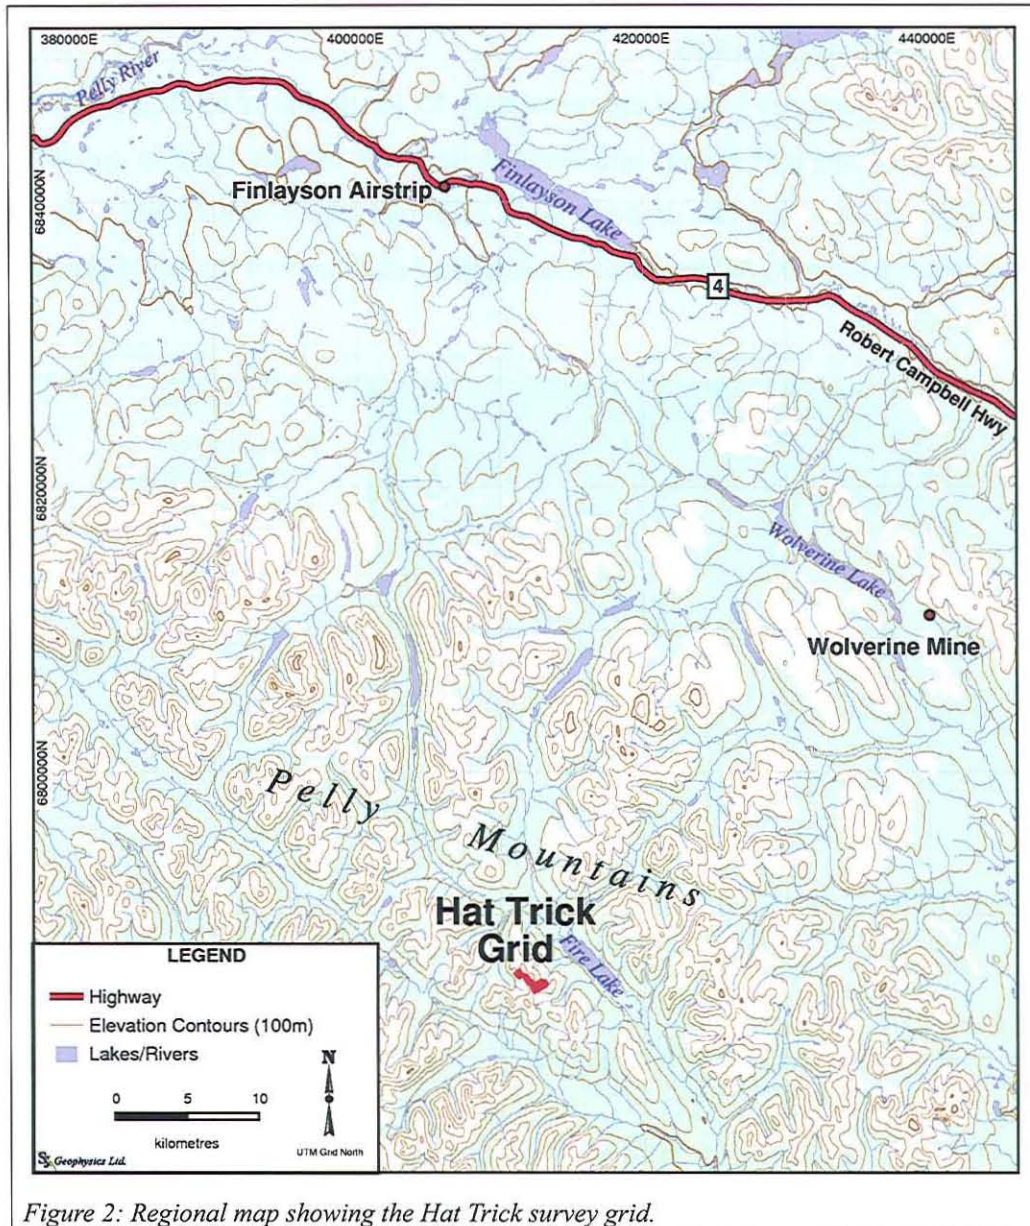 380000E
400000E
420000E
440000E
Pelly River
6840000N
Finlayson Airstrip
Finlayson Lake
4
Robert Campbell Hwy
6820000N
Wolverine Lake
Wolverine Mine
6800000N
Pelly
Mountains
Hat Trick
Grid
Fire Lake
LEGEND
Highway
Elevation Contours (100m)
Lakes/Rivers
N
0 5 10
kilometres
UTM Grid North
Geophysics Ltd.
Figure 2: Regional map showing the Hat Trick survey grid.